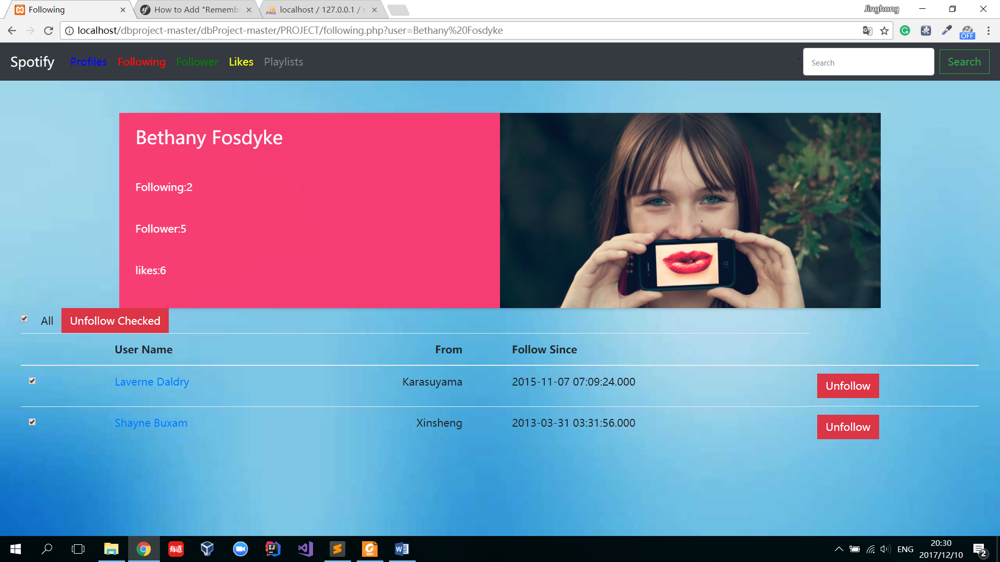 Following
How to Add "Rememb
localhost / 127.0.0.1 / s
Jinghong
localhost/dbproject-master/dbProject-master/PROJECT/following.php?user=Bethany%20Fosdyke
OFF
Spotify Profiles Following Follower Likes Playlists Search Search
Bethany Fosdyke
Following:2
Follower:5
likes:6
All Unfollow Checked
User Name From Follow Since
Laverne Daldry Karasuyama 2015-11-07 07:09:24.000 Unfollow
Shayne Buxam Xinsheng 2013-03-31 03:31:56.000 Unfollow
有道
IJ
PDF
W
ENG
20:30
2017/12/10
2